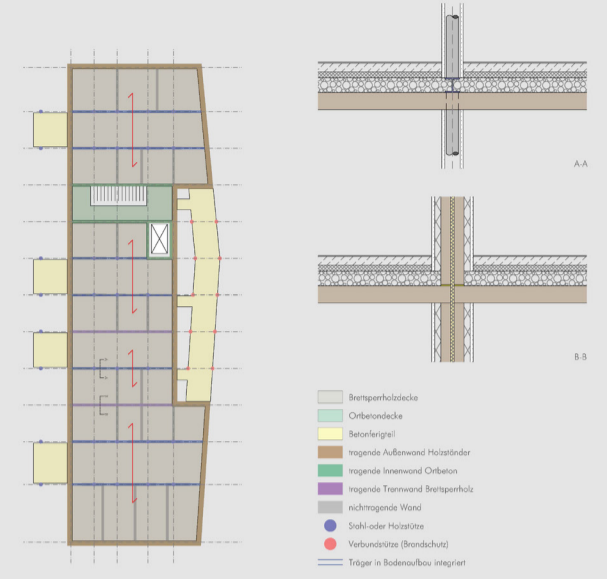 A-A
B-B
Brettsperrholzdecke
Ortbetondecke
Betonfertigteil
tragende Außenwand Holzständer
tragende Innenwand Ortbeton
tragende Trennwand Brettsperrholz
nichttragende Wand
Stahl-oder Holzstütze
Verbundstütze (Brandschutz)
Träger in Bodenaufbau integriert